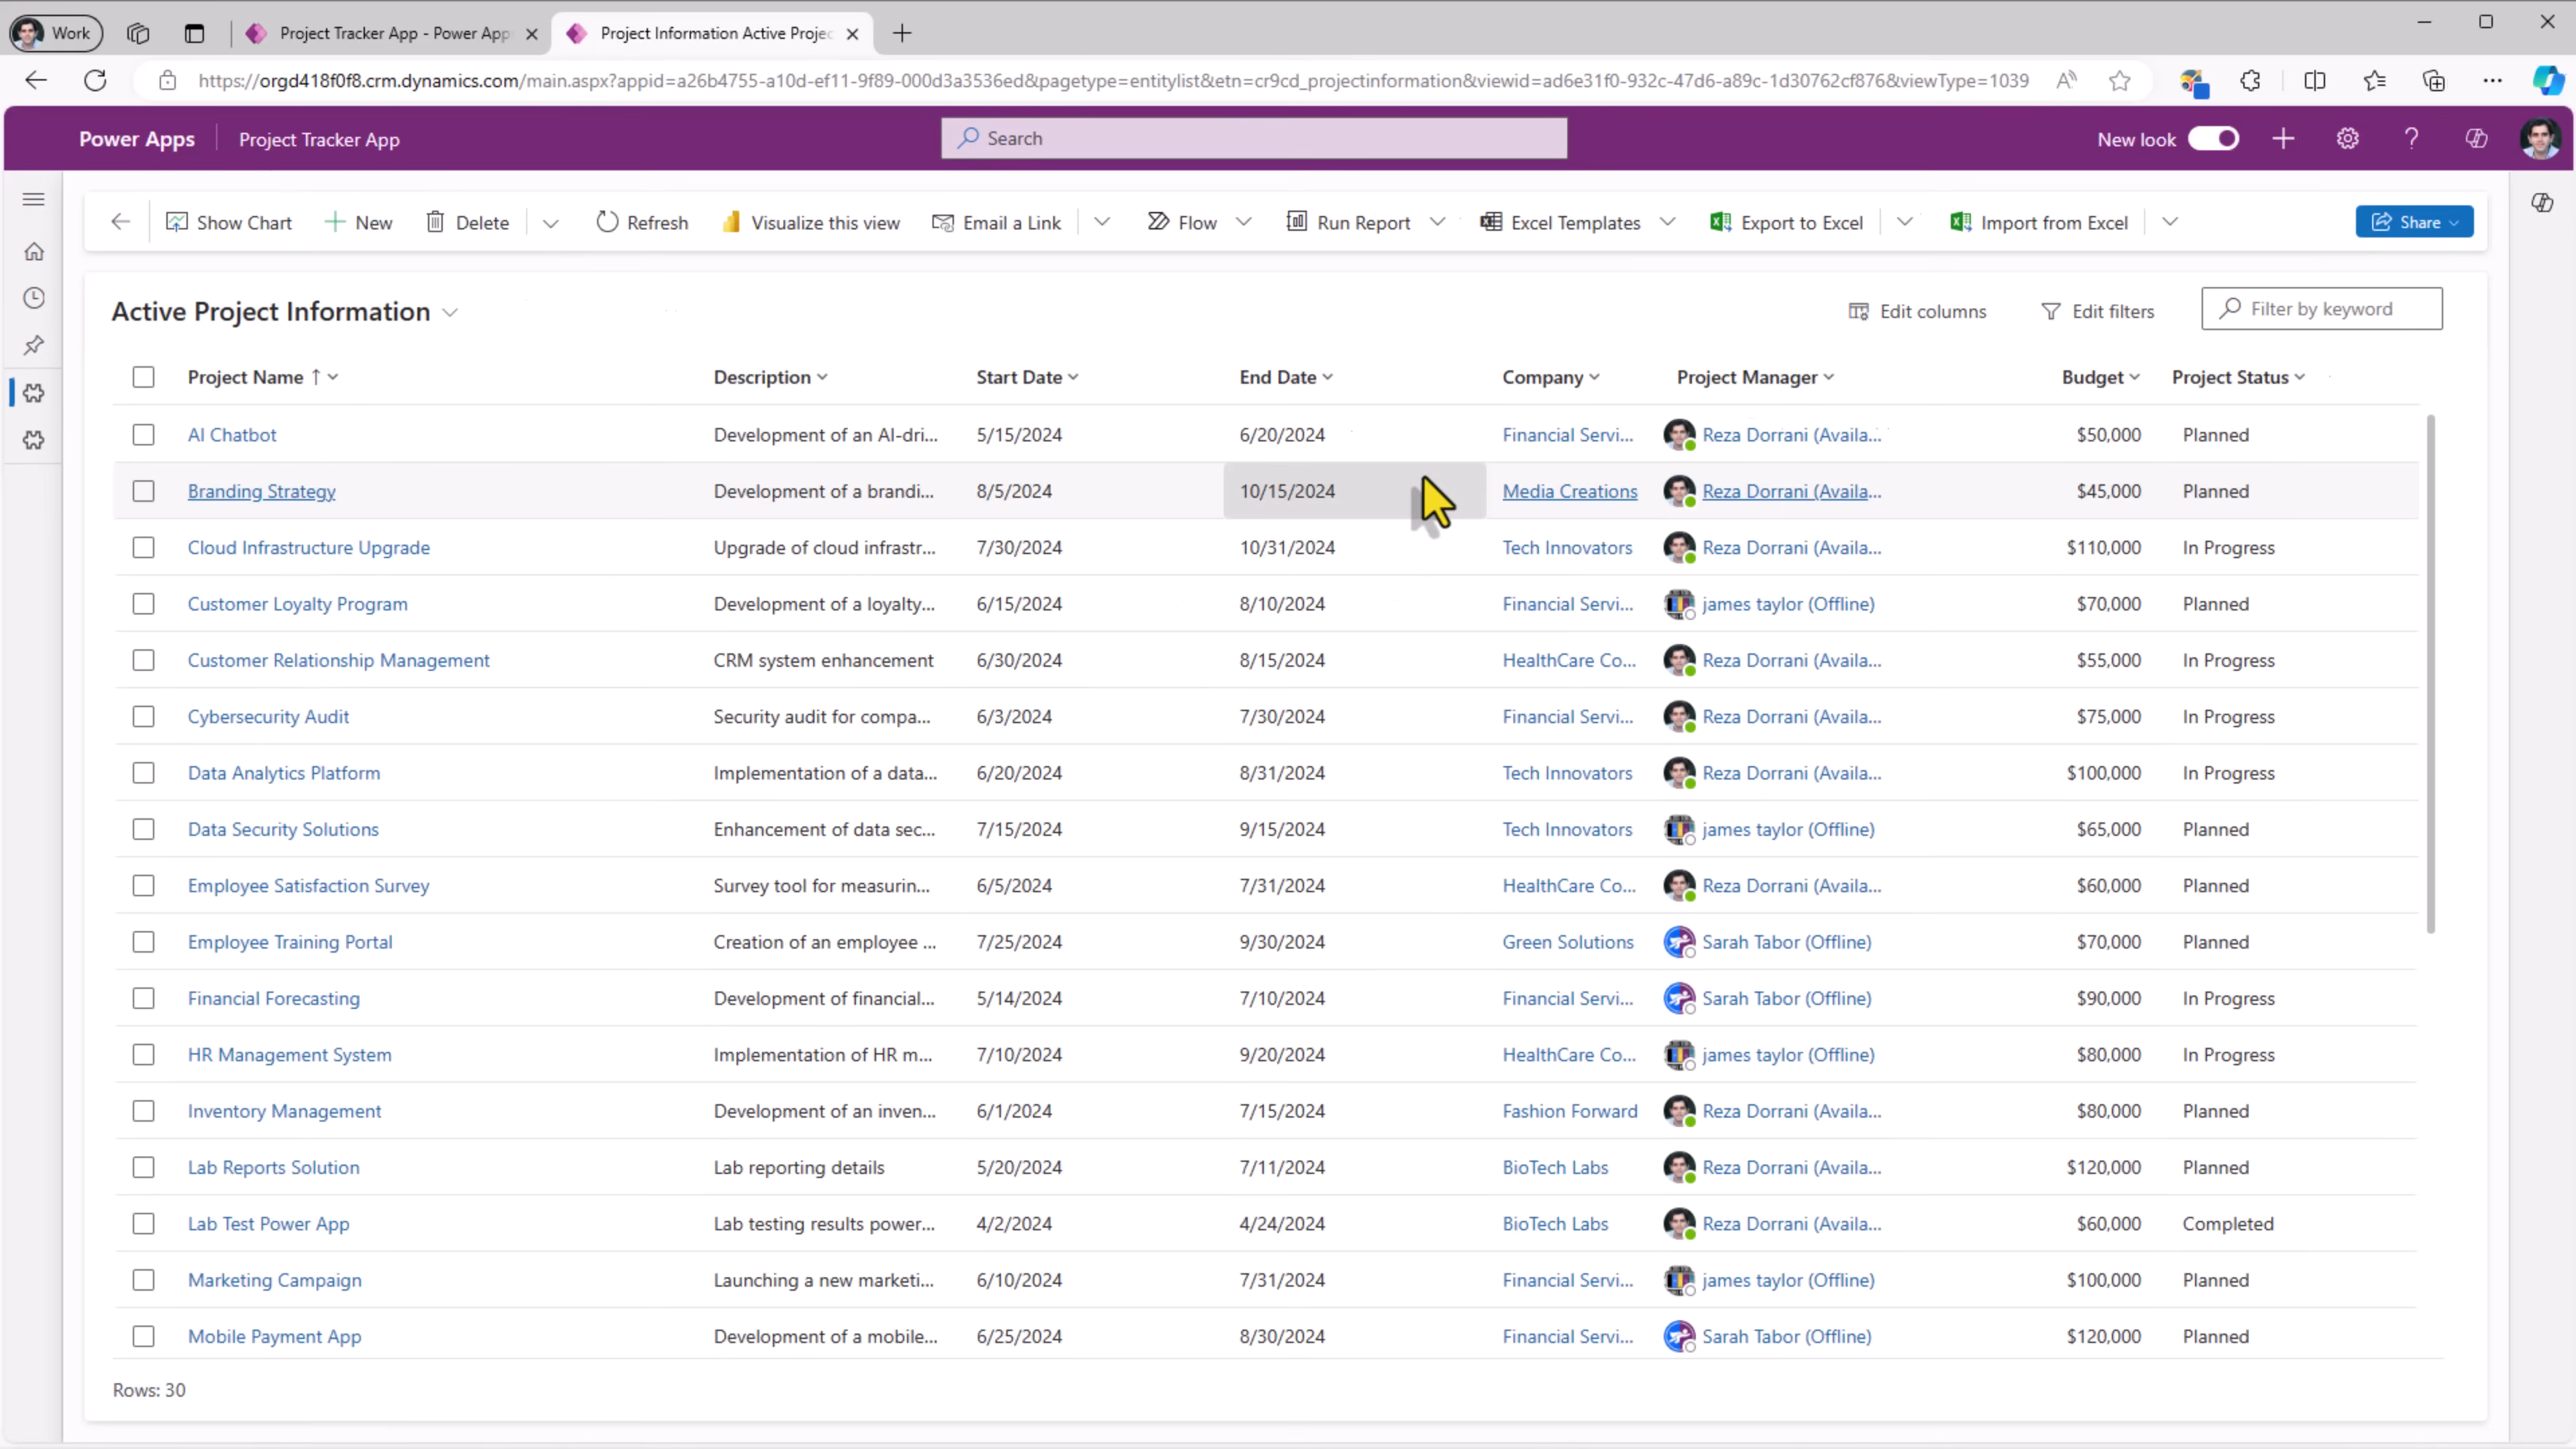 Work Project Tracker App - Power App Project Information Active Projec
https://orgd418f0f8.crm.dynamics.com/main.aspx?appid=a26b4755-a10d-ef11-9f89-000d3a3536ed&pagetype=entitylist&etn=cr9cd_projectinformation&viewid=ad6e31f0-932c-47d6-a89c-1d30762cf876&viewType=1039
Power Apps Project Tracker App Search New look
Show Chart New Delete Refresh Visualize this view Email a Link Flow Run Report Excel Templates Export to Excel Import from Excel Share
Active Project Information Edit columns Edit filters Filter by keyword
Project Name ↑ Description Start Date End Date Company Project Manager Budget Project Status
AI Chatbot Development of an AI-dri... 5/15/2024 6/20/2024 Financial Servi... Reza Dorrani (Availa... $50,000 Planned
Branding Strategy Development of a brandi... 8/5/2024 10/15/2024 Media Creations Reza Dorrani (Availa... $45,000 Planned
Cloud Infrastructure Upgrade Upgrade of cloud infrastr... 7/30/2024 10/31/2024 Tech Innovators Reza Dorrani (Availa... $110,000 In Progress
Customer Loyalty Program Development of a loyalty... 6/15/2024 8/10/2024 Financial Servi... james taylor (Offline) $70,000 Planned
Customer Relationship Management CRM system enhancement 6/30/2024 8/15/2024 HealthCare Co... Reza Dorrani (Availa... $55,000 In Progress
Cybersecurity Audit Security audit for compa... 6/3/2024 7/30/2024 Financial Servi... Reza Dorrani (Availa... $75,000 In Progress
Data Analytics Platform Implementation of a data... 6/20/2024 8/31/2024 Tech Innovators Reza Dorrani (Availa... $100,000 In Progress
Data Security Solutions Enhancement of data sec... 7/15/2024 9/15/2024 Tech Innovators james taylor (Offline) $65,000 Planned
Employee Satisfaction Survey Survey tool for measurin... 6/5/2024 7/31/2024 HealthCare Co... Reza Dorrani (Availa... $60,000 Planned
Employee Training Portal Creation of an employee ... 7/25/2024 9/30/2024 Green Solutions Sarah Tabor (Offline) $70,000 Planned
Financial Forecasting Development of financial... 5/14/2024 7/10/2024 Financial Servi... Sarah Tabor (Offline) $90,000 In Progress
HR Management System Implementation of HR m... 7/10/2024 9/20/2024 HealthCare Co... james taylor (Offline) $80,000 In Progress
Inventory Management Development of an inven... 6/1/2024 7/15/2024 Fashion Forward Reza Dorrani (Availa... $80,000 Planned
Lab Reports Solution Lab reporting details 5/20/2024 7/11/2024 BioTech Labs Reza Dorrani (Availa... $120,000 Planned
Lab Test Power App Lab testing results power... 4/2/2024 4/24/2024 BioTech Labs Reza Dorrani (Availa... $60,000 Completed
Marketing Campaign Launching a new marketi... 6/10/2024 7/31/2024 Financial Servi... james taylor (Offline) $100,000 Planned
Mobile Payment App Development of a mobile... 6/25/2024 8/30/2024 Financial Servi... Sarah Tabor (Offline) $120,000 Planned
Rows: 30